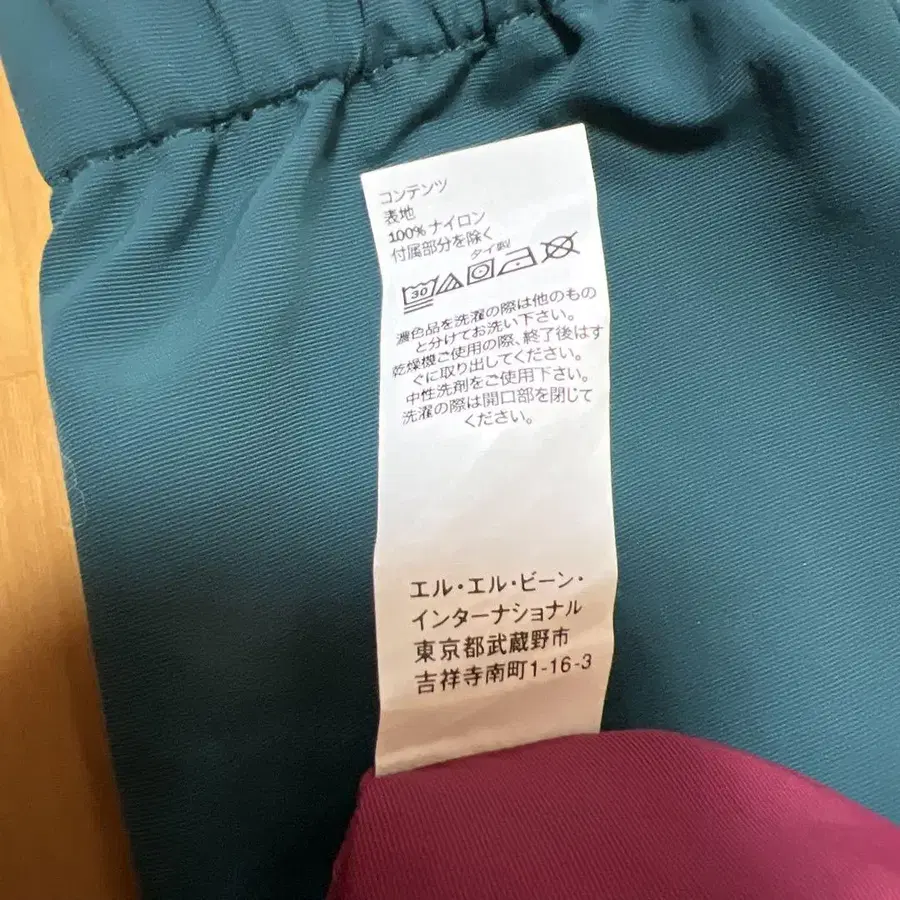 コンテンツ
表地
100% ナイロン
付属部分を除く
タイ製
30
濃色品を洗濯の際は他のもの
と分けてお洗い下さい。
乾燥機ご使用の際、終了後はす
ぐに取り出してください。
中性洗剤をご使用下さい。
洗濯の際は開口部を閉じて
ください。
エル・エル・ビーン・
インターナショナル
東京都武蔵野市
吉祥寺南町1-16-3